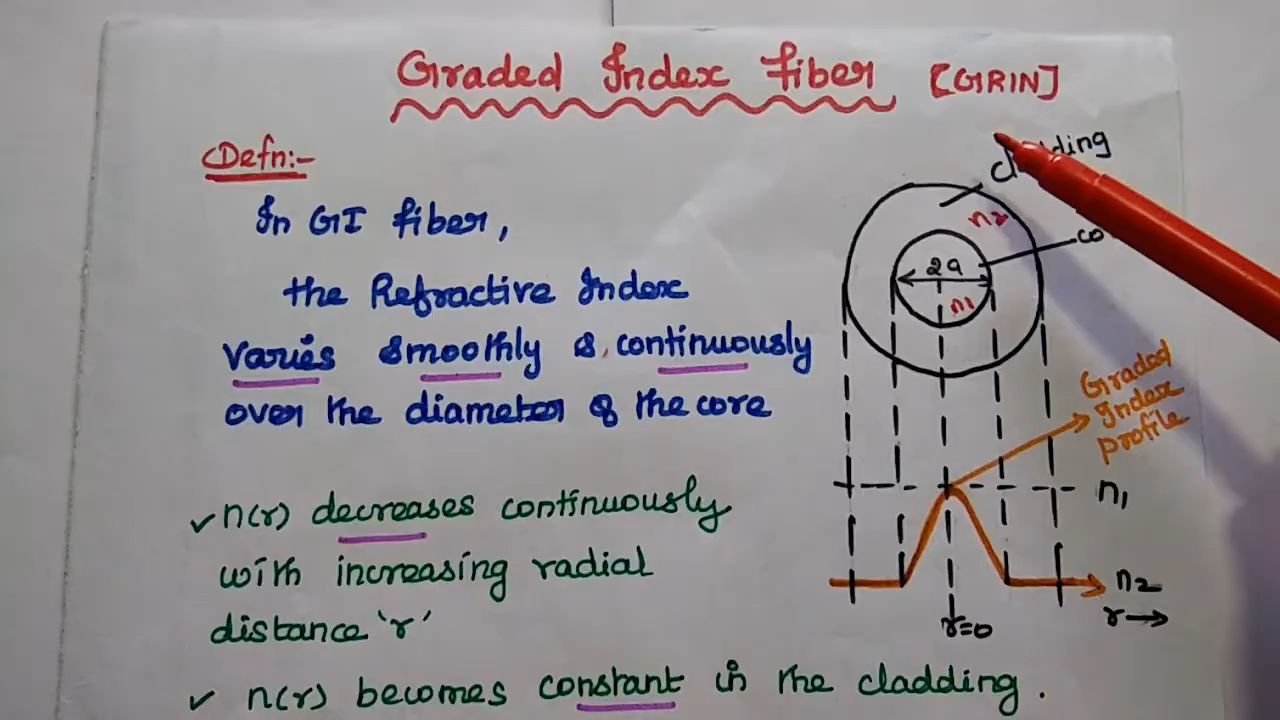 Graded Index Fiber [GRIN]
Defn:-
In GI fiber,
the Refractive Index
varies smoothly & continuously
over the diameter of the core
✓ n(r) decreases continuously
with increasing radial
distance 'r'
✓ n(r) becomes constant in the cladding.
n2
2a
n1
Graded
Index
profile
n1
n2
r=0
r →